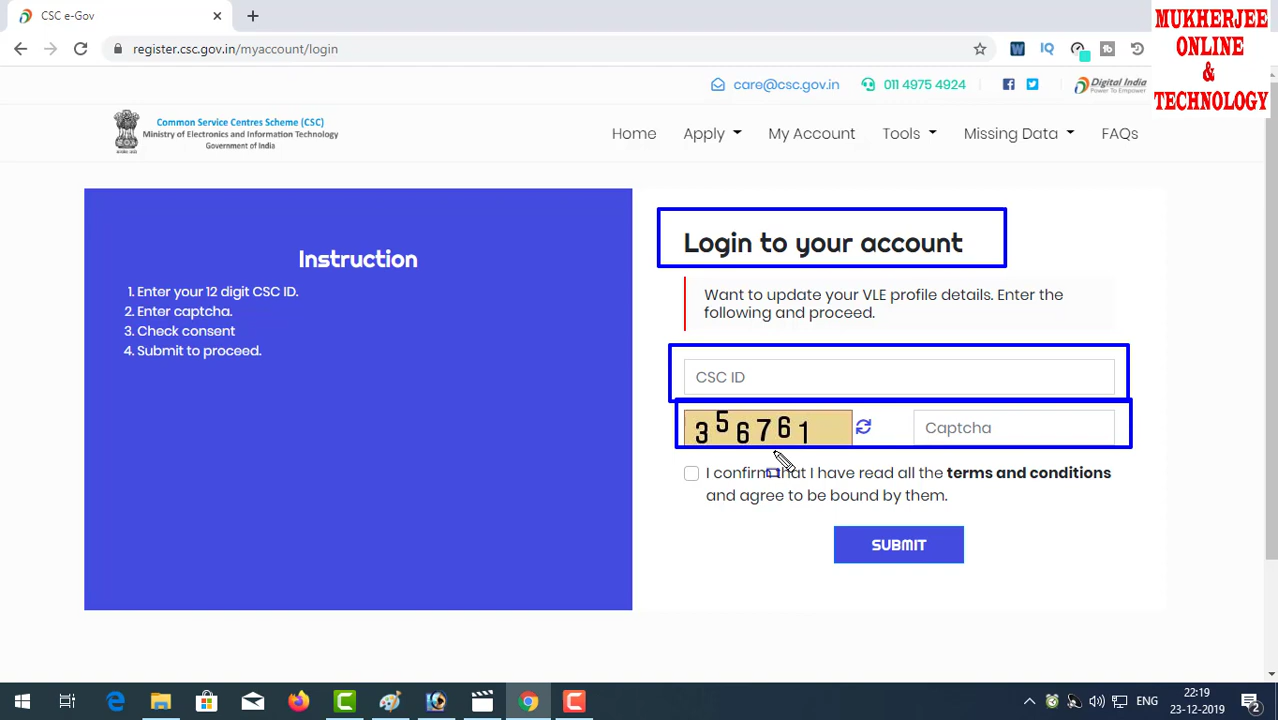 CSC e-Gov
register.csc.gov.in/myaccount/login
MUKHERJEE
ONLINE
&
TECHNOLOGY
care@csc.gov.in
011 4975 4924
Digital India
Power To Empower
Common Service Centres Scheme (CSC)
Ministry of Electronics and Information Technology
Government of India
Home
Apply
My Account
Tools
Missing Data
FAQs
Instruction
1. Enter your 12 digit CSC ID.
2. Enter captcha.
3. Check consent
4. Submit to proceed.
Login to your account
Want to update your VLE profile details. Enter the
following and proceed.
CSC ID
356761
Captcha
I confirm that I have read all the terms and conditions
and agree to be bound by them.
SUBMIT
ENG
22:19
23-12-2019
2